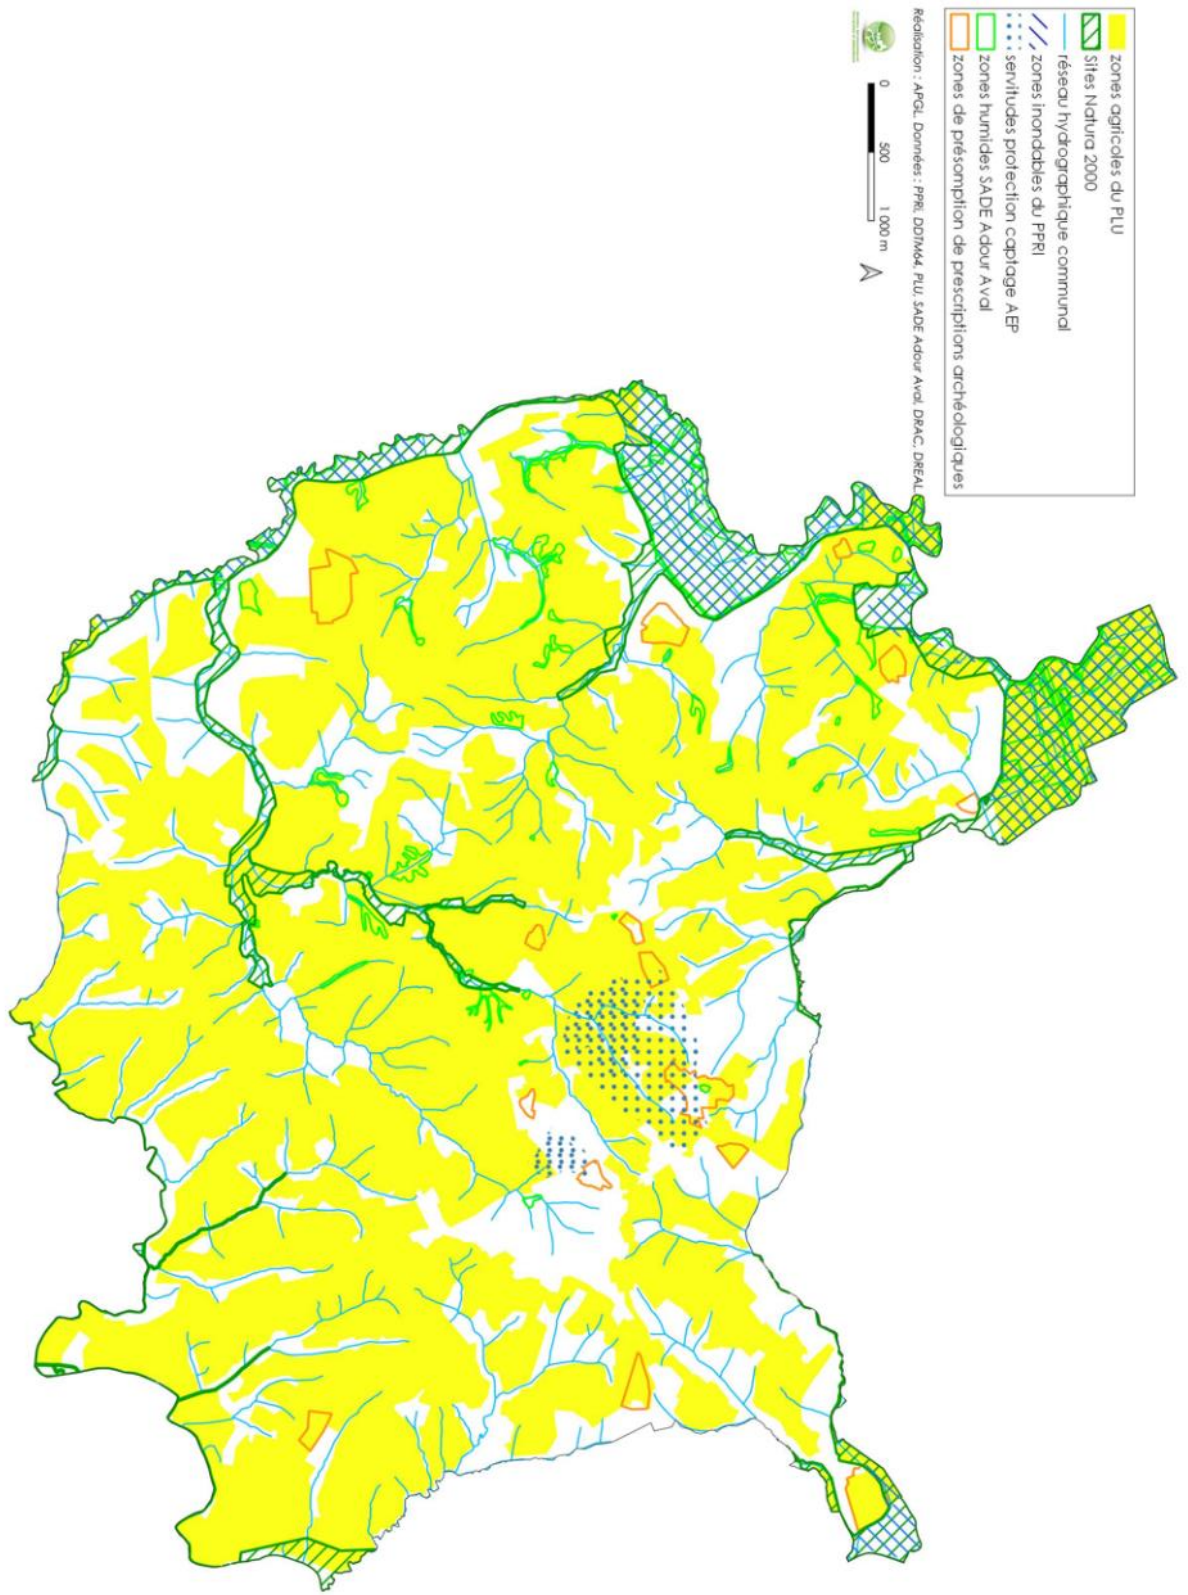 zones agricoles du PLU
Sites Natura 2000
réseau hydrographique communal
zones inondables du PPRI
servitudes protection captage AEP
zones humides SADE Adour Aval
zones de présomption de prescriptions archéologiques
Réalisation : APGL. Données : PPRI, DDTM64, PLU, SADE Adour Aval, DRAC, DREAL
0 500 1 000 m